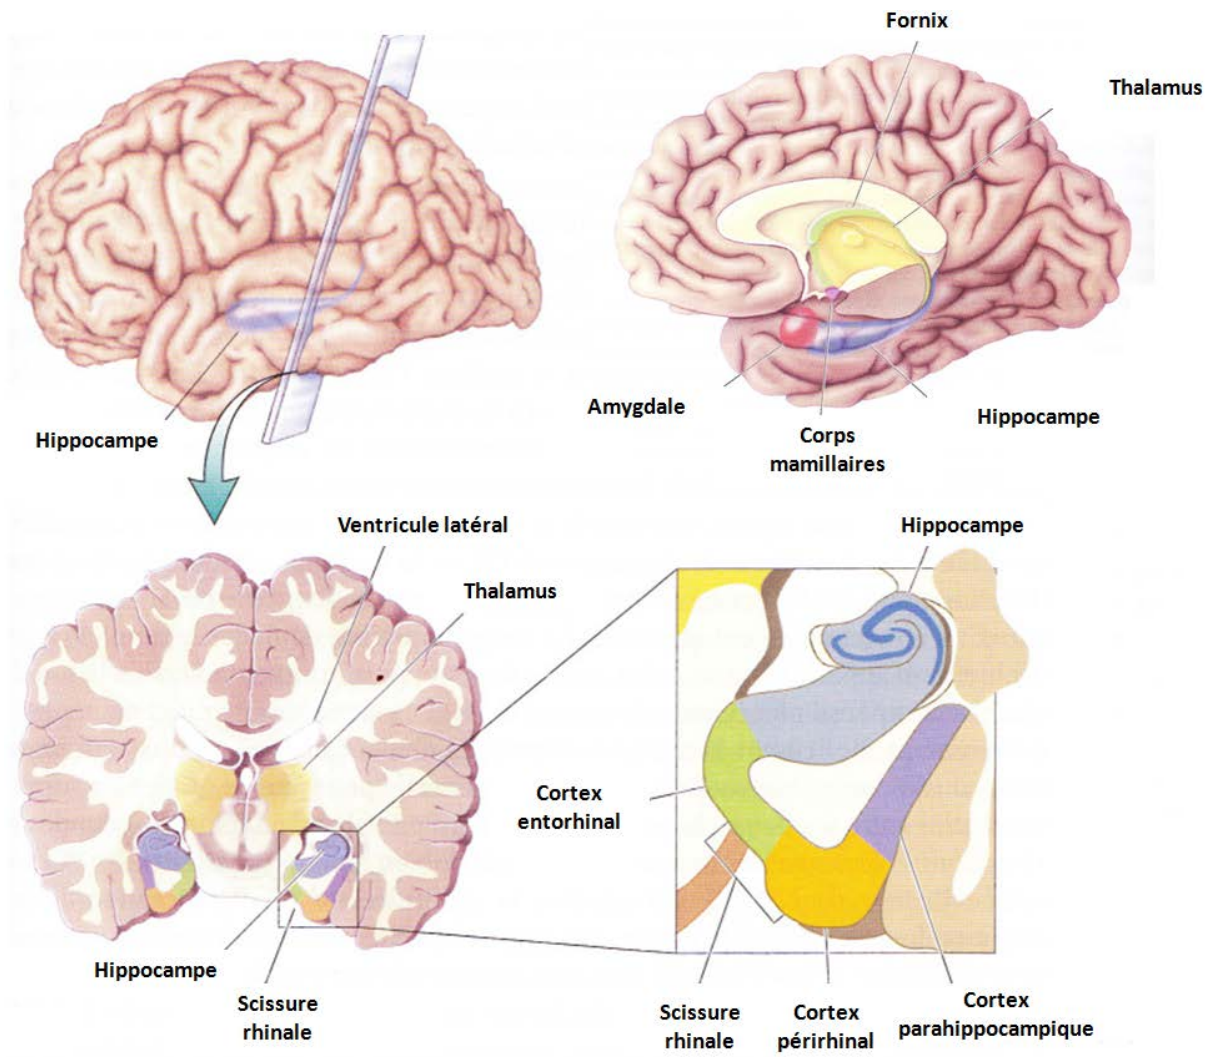 Fornix
Thalamus
Hippocampe
Amygdale
Corps
mamillaires
Hippocampe
Ventricule latéral
Thalamus
Hippocampe
Scissure
rhinale
Hippocampe
Cortex
entorhinal
Scissure
rhinale
Cortex
périrhinal
Cortex
parahippocampique